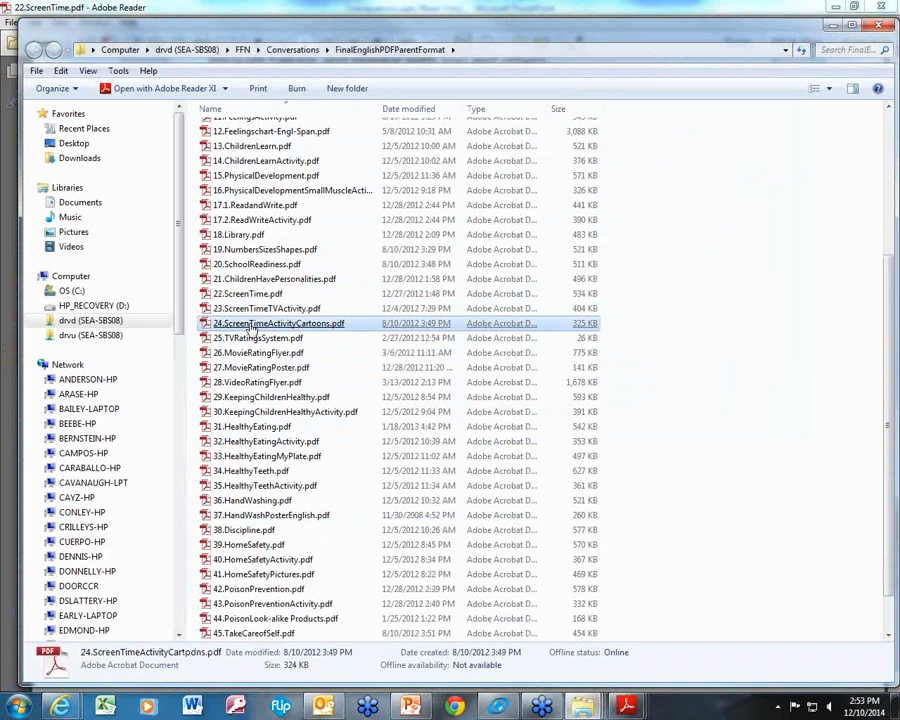 22.ScreenTime.pdf - Adobe Reader
Computer ▸ drvd (SEA-SBS08) ▸ FFN ▸ Conversations ▸ FinalEnglishPDFParentFormat ▸
Search FinalE...
File Edit View Tools Help
Organize Open with Adobe Reader XI Print Burn New folder
Name Date modified Type Size
Favorites
Recent Places
Desktop
Downloads
Libraries
Documents
Music
Pictures
Videos
Computer
OS (C:)
HP_RECOVERY (D:)
drvd (SEA-SBS08)
drvu (SEA-SBS08)
Network
ANDERSON-HP
ARASE-HP
BAILEY-LAPTOP
BEEBE-HP
BERNSTEIN-HP
CAMPOS-HP
CARABALLO-HP
CAVANAUGH-LPT
CAYZ-HP
CONLEY-HP
CRILLEYS-HP
CUERPO-HP
DENNIS-HP
DONNELLY-HP
DOORCCR
DSLATTERY-HP
EARLY-LAPTOP
EDMOND-HP
12.Feelingschart-Engl-Span.pdf 5/8/2012 10:31 AM Adobe Acrobat D... 3,088 KB
13.ChildrenLearn.pdf 12/5/2012 10:00 AM Adobe Acrobat D... 521 KB
14.ChildrenLearnActivity.pdf 12/5/2012 10:02 AM Adobe Acrobat D... 376 KB
15.PhysicalDevelopment.pdf 12/5/2012 11:36 AM Adobe Acrobat D... 571 KB
16.PhysicalDevelopmentSmallMuscleActi... 12/5/2012 9:18 PM Adobe Acrobat D... 326 KB
17.1.ReadandWrite.pdf 12/28/2012 2:44 PM Adobe Acrobat D... 441 KB
17.2.ReadWriteActivity.pdf 12/28/2012 2:44 PM Adobe Acrobat D... 390 KB
18.Library.pdf 12/28/2012 2:09 PM Adobe Acrobat D... 483 KB
19.NumbersSizesShapes.pdf 8/10/2012 3:29 PM Adobe Acrobat D... 521 KB
20.SchoolReadiness.pdf 8/10/2012 3:48 PM Adobe Acrobat D... 511 KB
21.ChildrenHavePersonalities.pdf 12/28/2012 1:58 PM Adobe Acrobat D... 496 KB
22.ScreenTime.pdf 12/27/2012 1:48 PM Adobe Acrobat D... 534 KB
23.ScreenTimeTVActivity.pdf 12/4/2012 7:29 PM Adobe Acrobat D... 404 KB
24.ScreenTimeActivityCartoons.pdf 8/10/2012 3:49 PM Adobe Acrobat D... 325 KB
25.TVRatingsSystem.pdf 2/27/2012 12:54 PM Adobe Acrobat D... 26 KB
26.MovieRatingFlyer.pdf 3/6/2012 11:11 AM Adobe Acrobat D... 775 KB
27.MovieRatingPoster.pdf 12/28/2012 11:20 ... Adobe Acrobat D... 141 KB
28.VideoRatingFlyer.pdf 3/13/2012 2:13 PM Adobe Acrobat D... 1,678 KB
29.KeepingChildrenHealthy.pdf 12/5/2012 8:54 PM Adobe Acrobat D... 593 KB
30.KeepingChildrenHealthyActivity.pdf 12/5/2012 9:04 PM Adobe Acrobat D... 391 KB
31.HealthyEating.pdf 1/18/2013 4:42 PM Adobe Acrobat D... 542 KB
32.HealthyEatingActivity.pdf 12/5/2012 10:39 AM Adobe Acrobat D... 353 KB
33.HealthyEatingMyPlate.pdf 12/5/2012 11:02 AM Adobe Acrobat D... 497 KB
34.HealthyTeeth.pdf 12/5/2012 11:33 AM Adobe Acrobat D... 627 KB
35.HealthyTeethActivity.pdf 12/5/2012 11:34 AM Adobe Acrobat D... 361 KB
36.HandWashing.pdf 12/5/2012 10:32 AM Adobe Acrobat D... 521 KB
37.HandWashPosterEnglish.pdf 11/30/2008 4:52 PM Adobe Acrobat D... 260 KB
38.Discipline.pdf 12/5/2012 10:26 AM Adobe Acrobat D... 530 KB
39.HomeSafety.pdf 12/5/2012 8:45 PM Adobe Acrobat D... 570 KB
40.HomeSafetyActivity.pdf 12/5/2012 8:34 PM Adobe Acrobat D... 367 KB
41.HomeSafetyPictures.pdf 12/5/2012 8:22 PM Adobe Acrobat D... 469 KB
42.PoisonPrevention.pdf 12/28/2012 2:39 PM Adobe Acrobat D... 578 KB
43.PoisonPreventionActivity.pdf 12/28/2012 2:40 PM Adobe Acrobat D... 332 KB
44.PoisonLook-alike Products.pdf 1/25/2012 1:22 PM Adobe Acrobat D... 168 KB
45.TakeCareofSelf.pdf 8/10/2012 3:51 PM Adobe Acrobat D... 454 KB
24.ScreenTimeActivityCartoons.pdf Date modified: 8/10/2012 3:49 PM Date created: 8/10/2012 3:49 PM Offline status: Online
Adobe Acrobat Document Size: 324 KB Offline availability: Not available
FlUp
2:53 PM
12/10/2014